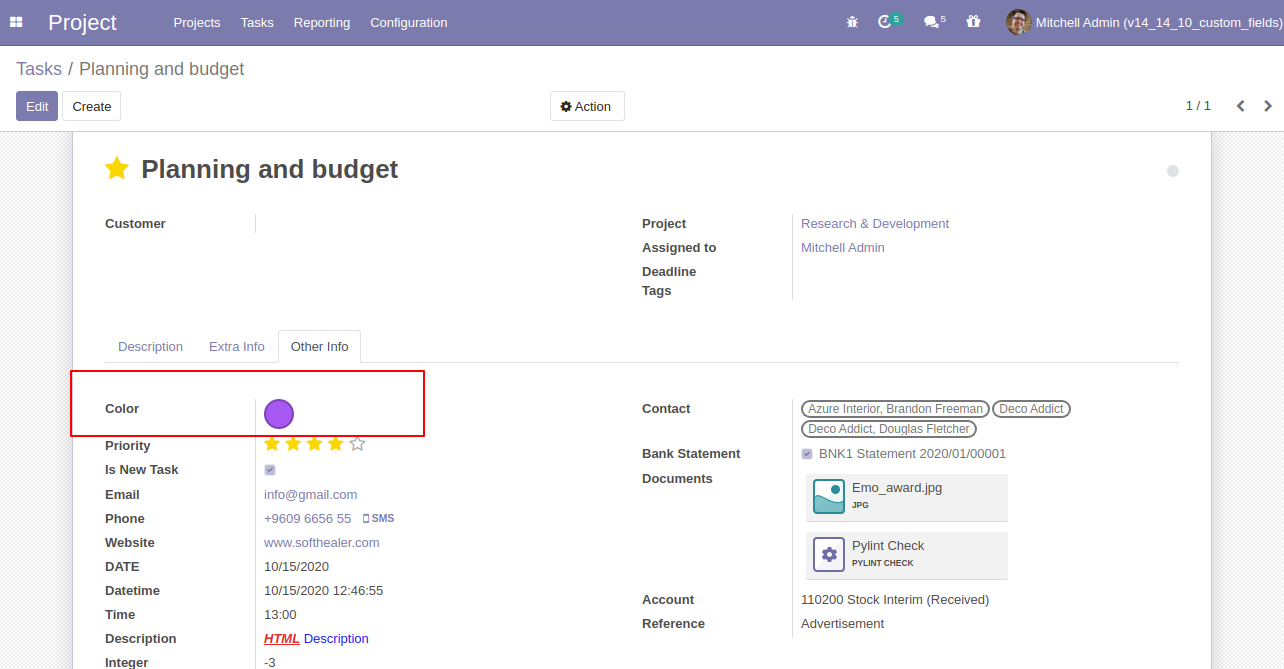 Project Projects Tasks Reporting Configuration 5 5 Mitchell Admin (v14_14_10_custom_fields)
Tasks / Planning and budget
Edit Create Action 1 / 1
Planning and budget
Customer
Project Research & Development
Assigned to Mitchell Admin
Deadline
Tags
Description Extra Info Other Info
Color
Priority
Is New Task
Email info@gmail.com
Phone +9609 6656 55 SMS
Website www.softhealer.com
DATE 10/15/2020
Datetime 10/15/2020 12:46:55
Time 13:00
Description HTML Description
Integer -3
Contact Azure Interior, Brandon Freeman Deco Addict
Deco Addict, Douglas Fletcher
Bank Statement BNK1 Statement 2020/01/00001
Documents
Emo_award.jpg
JPG
Pylint Check
PYLINT CHECK
Account 110200 Stock Interim (Received)
Reference Advertisement